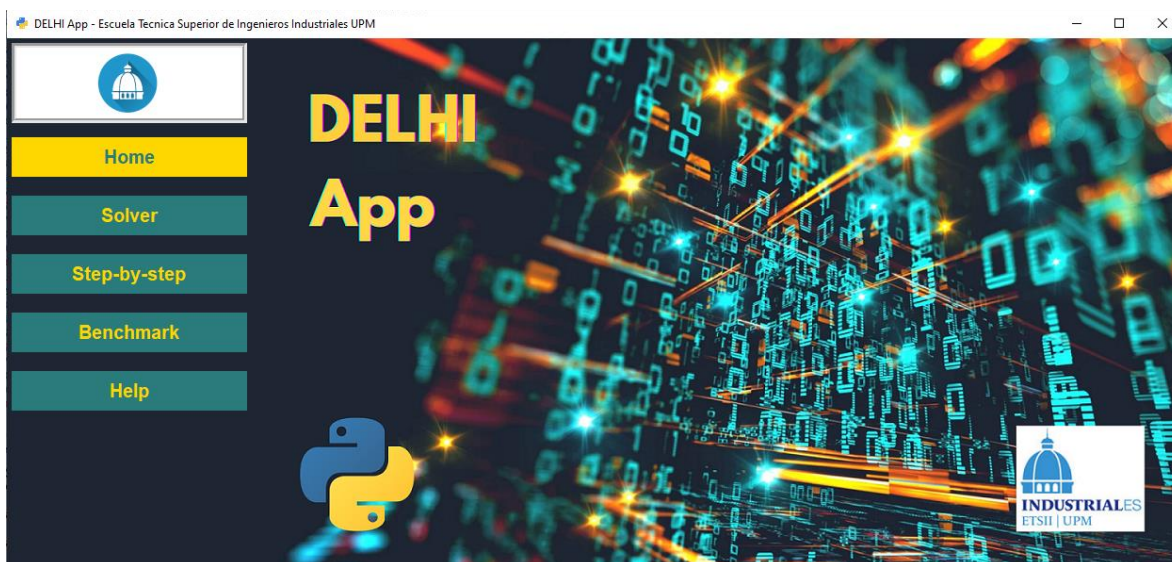 DELHI App - Escuela Tecnica Superior de Ingenieros Industriales UPM
Home
Solver
Step-by-step
Benchmark
Help
DELHI
App
INDUSTRIALES
ETSII | UPM